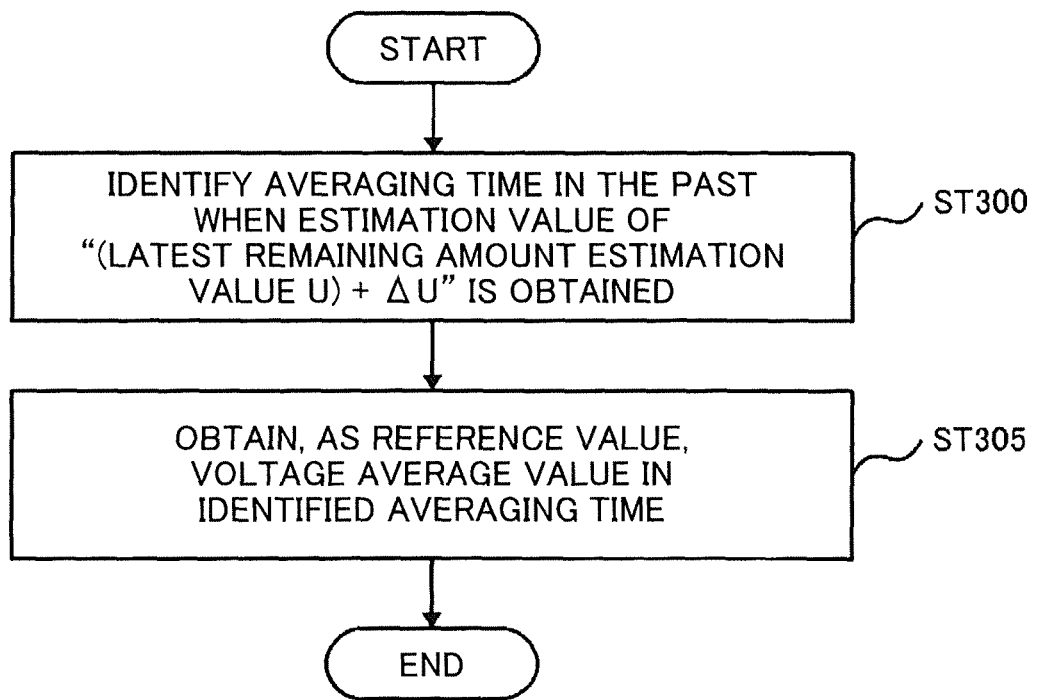 START
IDENTIFY AVERAGING TIME IN THE PAST
WHEN ESTIMATION VALUE OF
“(LATEST REMAINING AMOUNT ESTIMATION
VALUE U) + ΔU” IS OBTAINED
ST300
OBTAIN, AS REFERENCE VALUE,
VOLTAGE AVERAGE VALUE IN
IDENTIFIED AVERAGING TIME
ST305
END